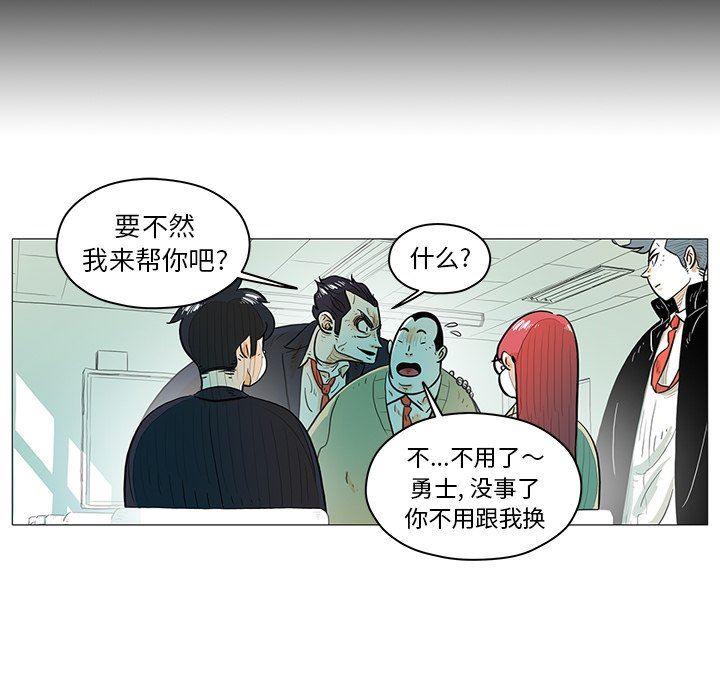 要不然
我来帮你吧?
什么?
不...不用了～
勇士, 没事了
你不用跟我换